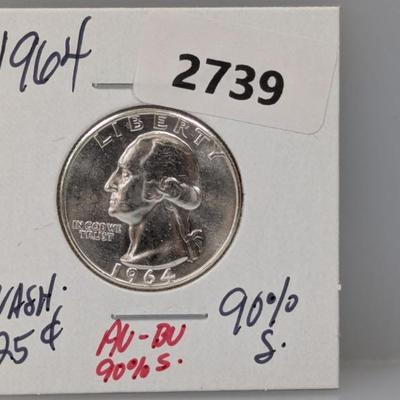 1964
2739
LIBERTY
IN GOD WE
TRUST
1964
WASH.
25¢
AU-BU
90% S.
90%
S.